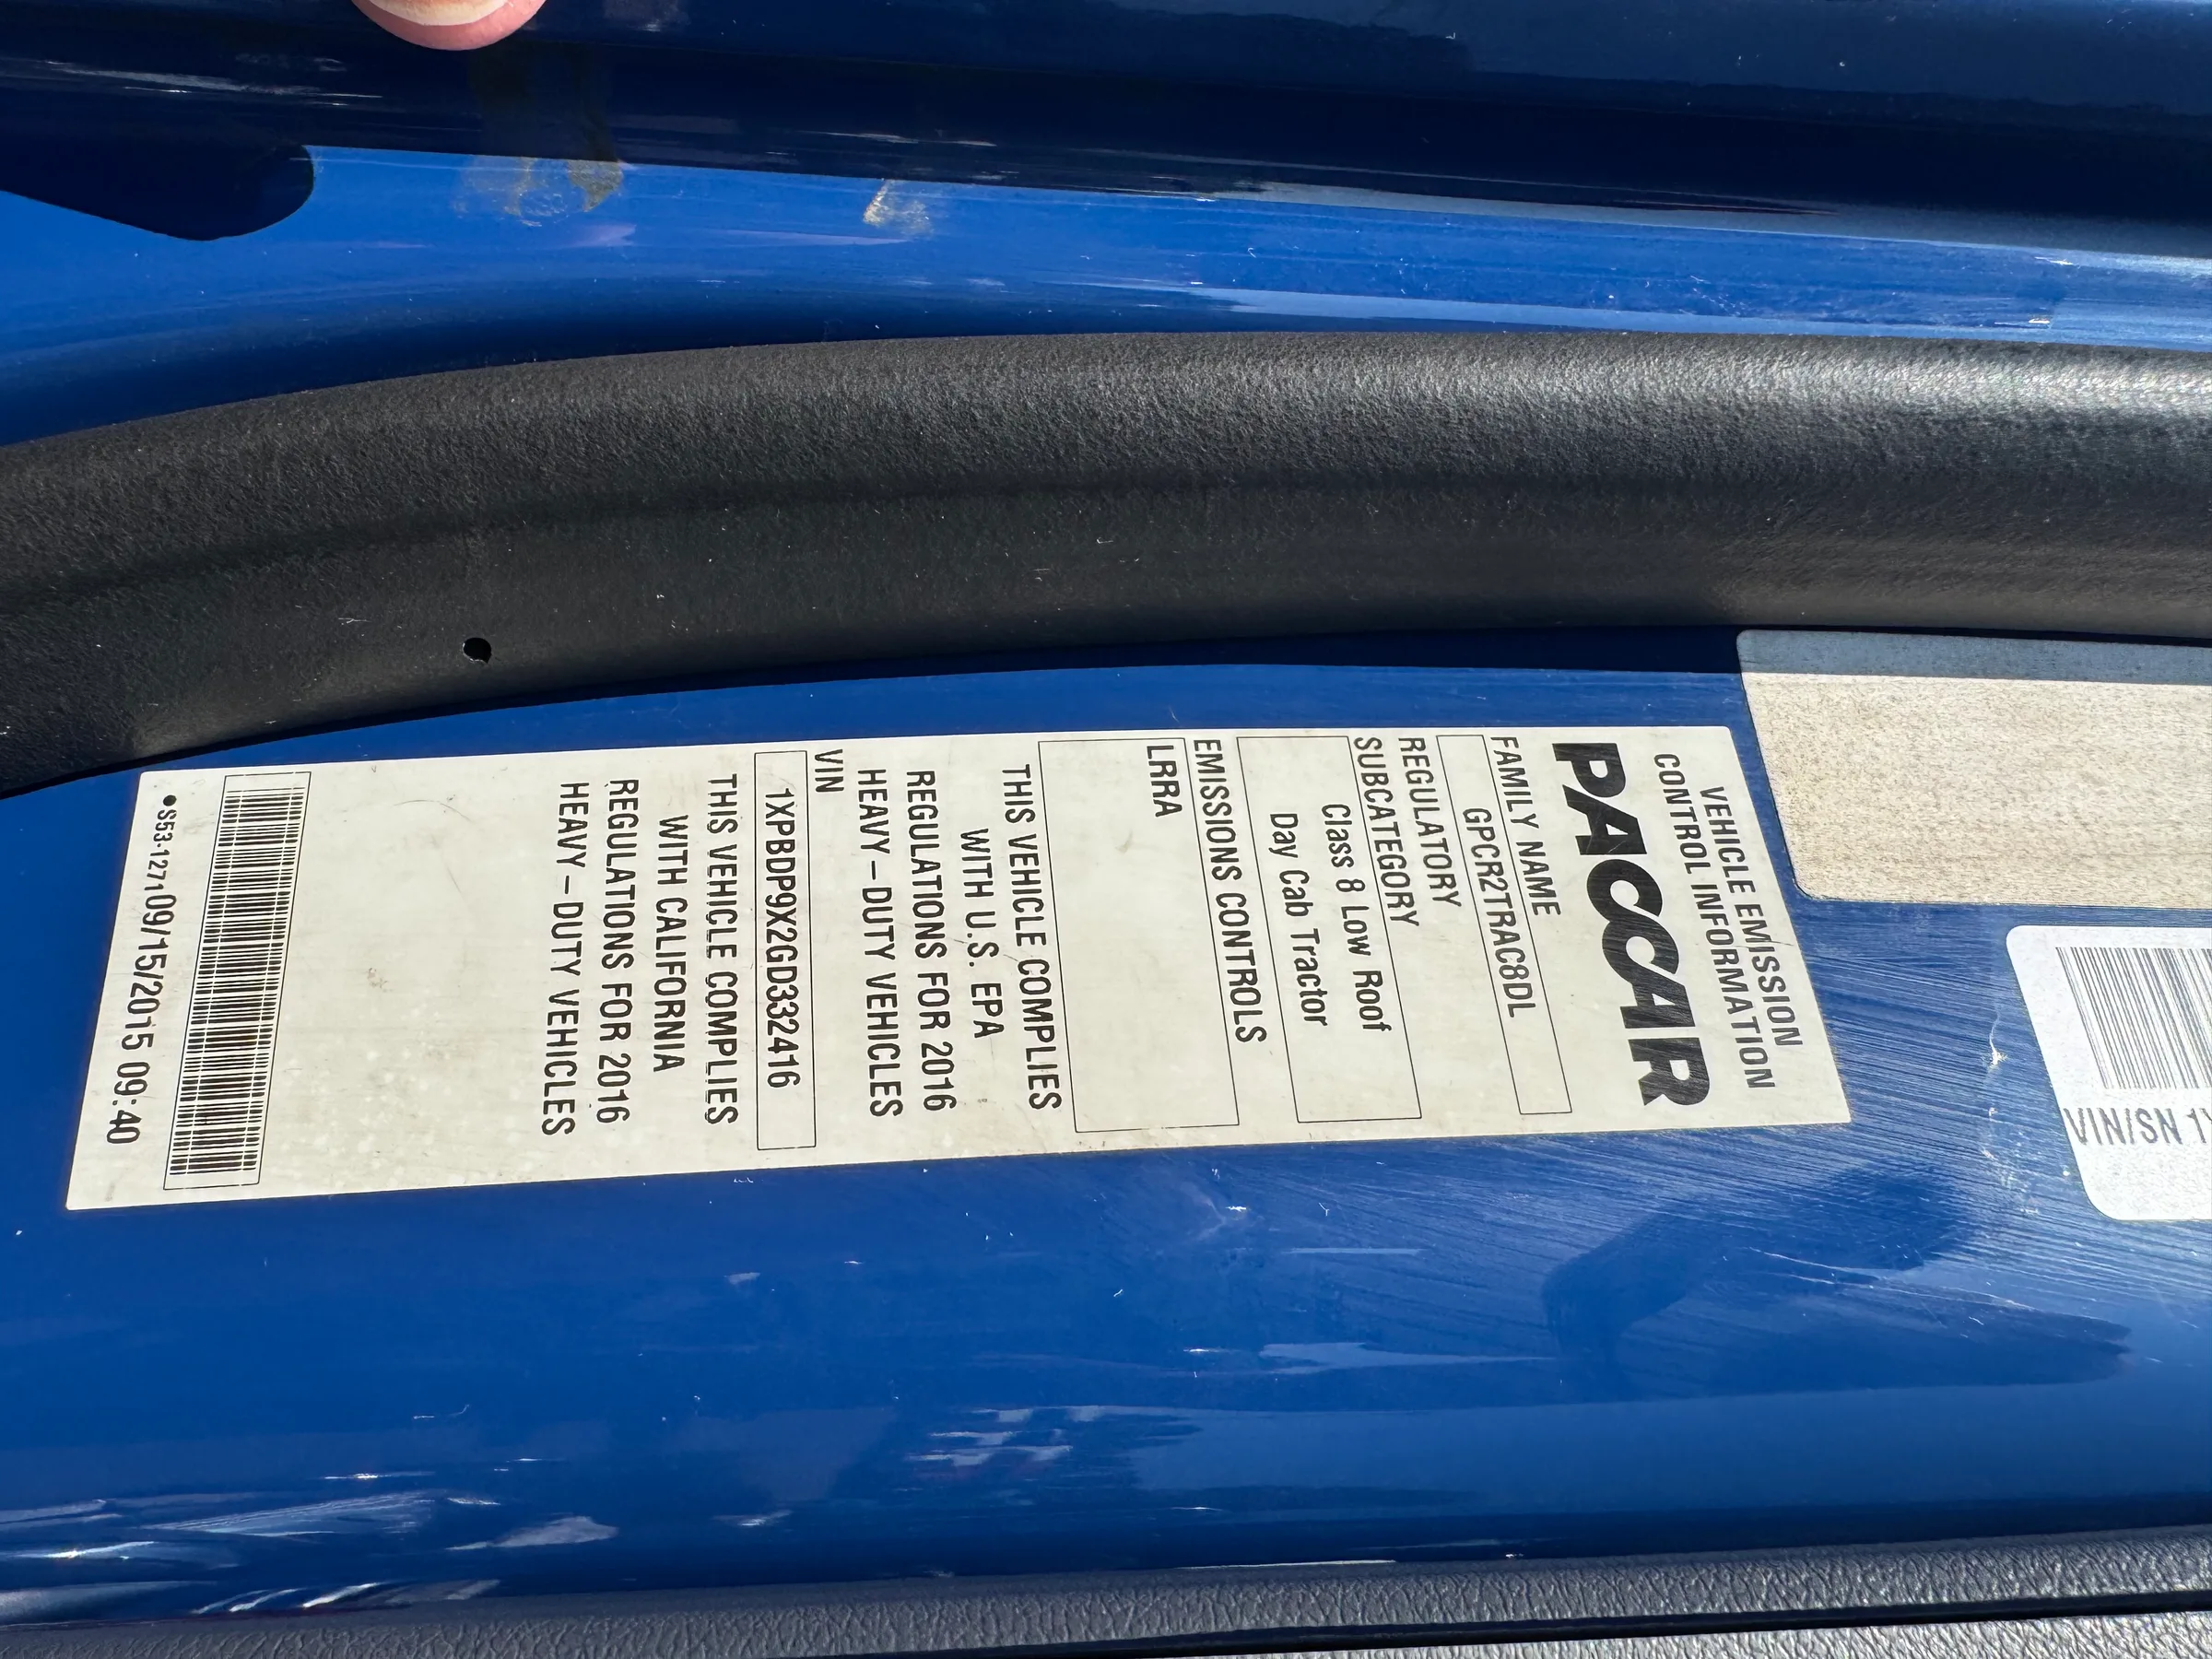 VEHICLE EMISSION
CONTROL INFORMATION
PACCAR
FAMILY NAME
GPCR2TRAC8DL
REGULATORY
SUBCATEGORY
Class 8 Low Roof
Day Cab Tractor
EMISSIONS CONTROLS
LRRA
THIS VEHICLE COMPLIES
WITH U.S. EPA
REGULATIONS FOR 2016
HEAVY-DUTY VEHICLES
VIN
1XPBDP9X2GD332416
THIS VEHICLE COMPLIES
WITH CALIFORNIA
REGULATIONS FOR 2016
HEAVY-DUTY VEHICLES
●S53-1271 09/15/2015 09:40
VIN/SN 1